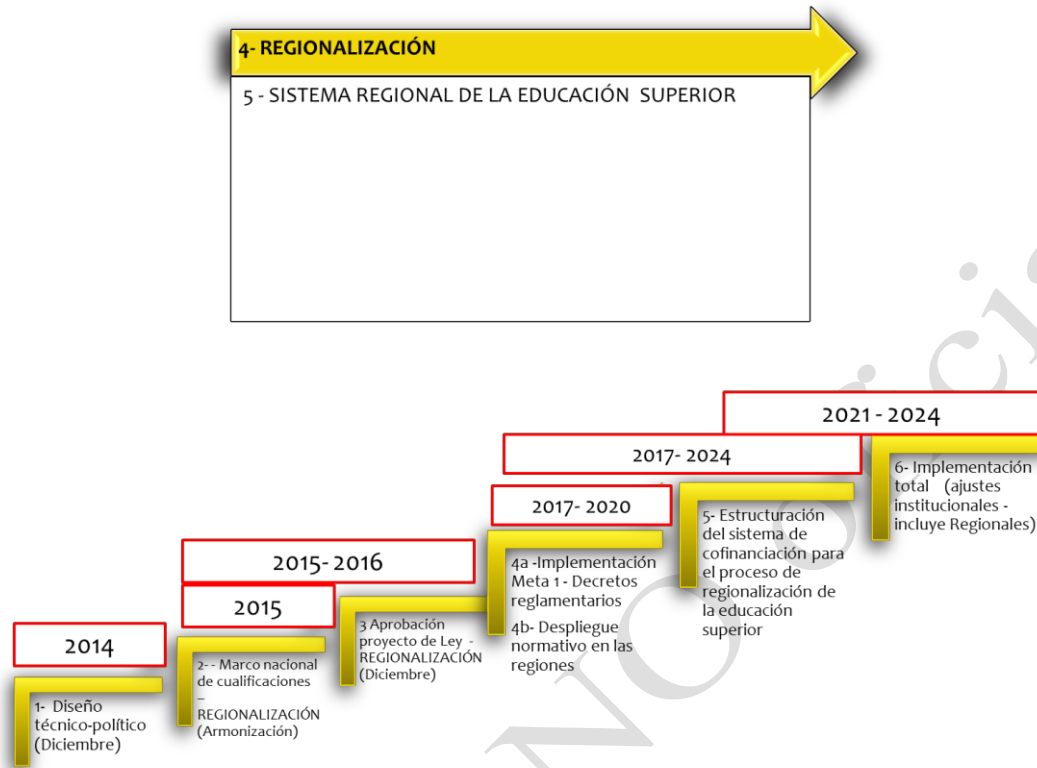 4- REGIONALIZACIÓN
5 - SISTEMA REGIONAL DE LA EDUCACIÓN SUPERIOR
2014
1- Diseño
técnico-político
(Diciembre)
2015
2-- Marco nacional
de cualificaciones
–
REGIONALIZACIÓN
(Armonización)
2015- 2016
3 Aprobación
proyecto de Ley -
REGIONALIZACIÓN
(Diciembre)
2017- 2020
4a -Implementación
Meta 1 - Decretos
reglamentarios
4b- Despliegue
normativo en las
regiones
2017- 2024
5- Estructuración
del sistema de
cofinanciación para
el proceso de
regionalización de
la educación
superior
2021 - 2024
6- Implementación
total (ajustes
institucionales -
incluye Regionales)
NO